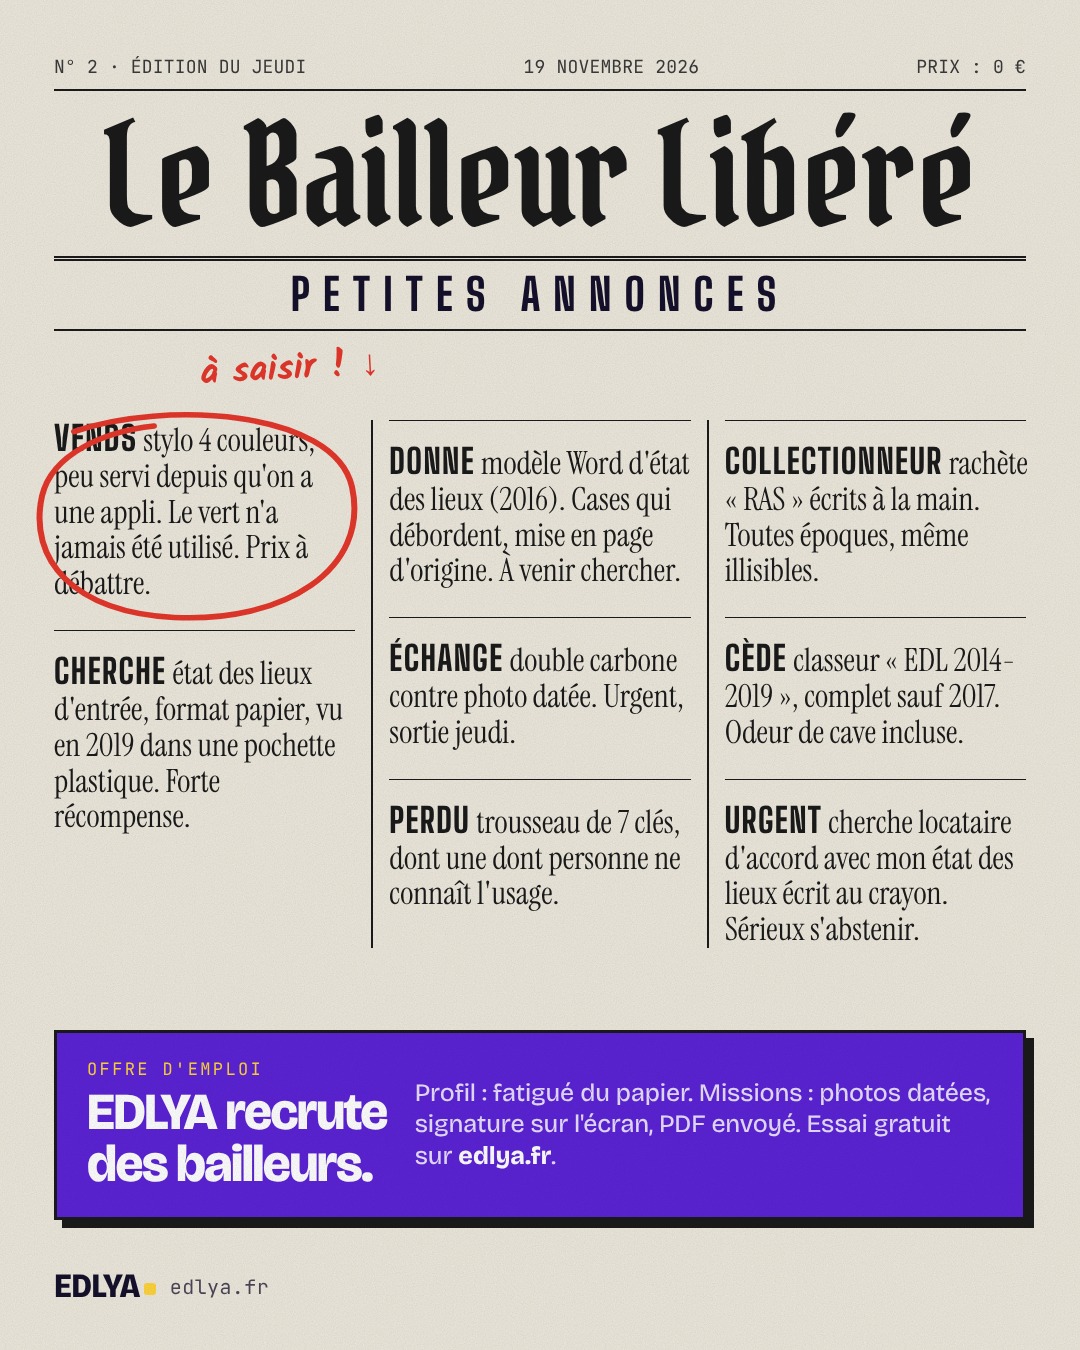 N° 2 · ÉDITION DU JEUDI
19 NOVEMBRE 2026
PRIX : 0 €
Le Bailleur Libéré
PETITES ANNONCES
à saisir ! ↓
VENDS stylo 4 couleurs,
peu servi depuis qu'on a
une appli. Le vert n'a
jamais été utilisé. Prix à
débattre.
CHERCHE état des lieux
d'entrée, format papier, vu
en 2019 dans une pochette
plastique. Forte
récompense.
DONNE modèle Word d'état
des lieux (2016). Cases qui
débordent, mise en page
d'origine. À venir chercher.
ÉCHANGE double carbone
contre photo datée. Urgent,
sortie jeudi.
PERDU trousseau de 7 clés,
dont une dont personne ne
connaît l'usage.
COLLECTIONNEUR rachète
« RAS » écrits à la main.
Toutes époques, même
illisibles.
CÈDE classeur « EDL 2014-
2019 », complet sauf 2017.
Odeur de cave incluse.
URGENT cherche locataire
d'accord avec mon état des
lieux écrit au crayon.
Sérieux s'abstenir.
OFFRE D'EMPLOI
EDLYA recrute
des bailleurs.
Profil : fatigué du papier. Missions : photos datées,
signature sur l'écran, PDF envoyé. Essai gratuit
sur edlya.fr.
EDLYA edlya.fr